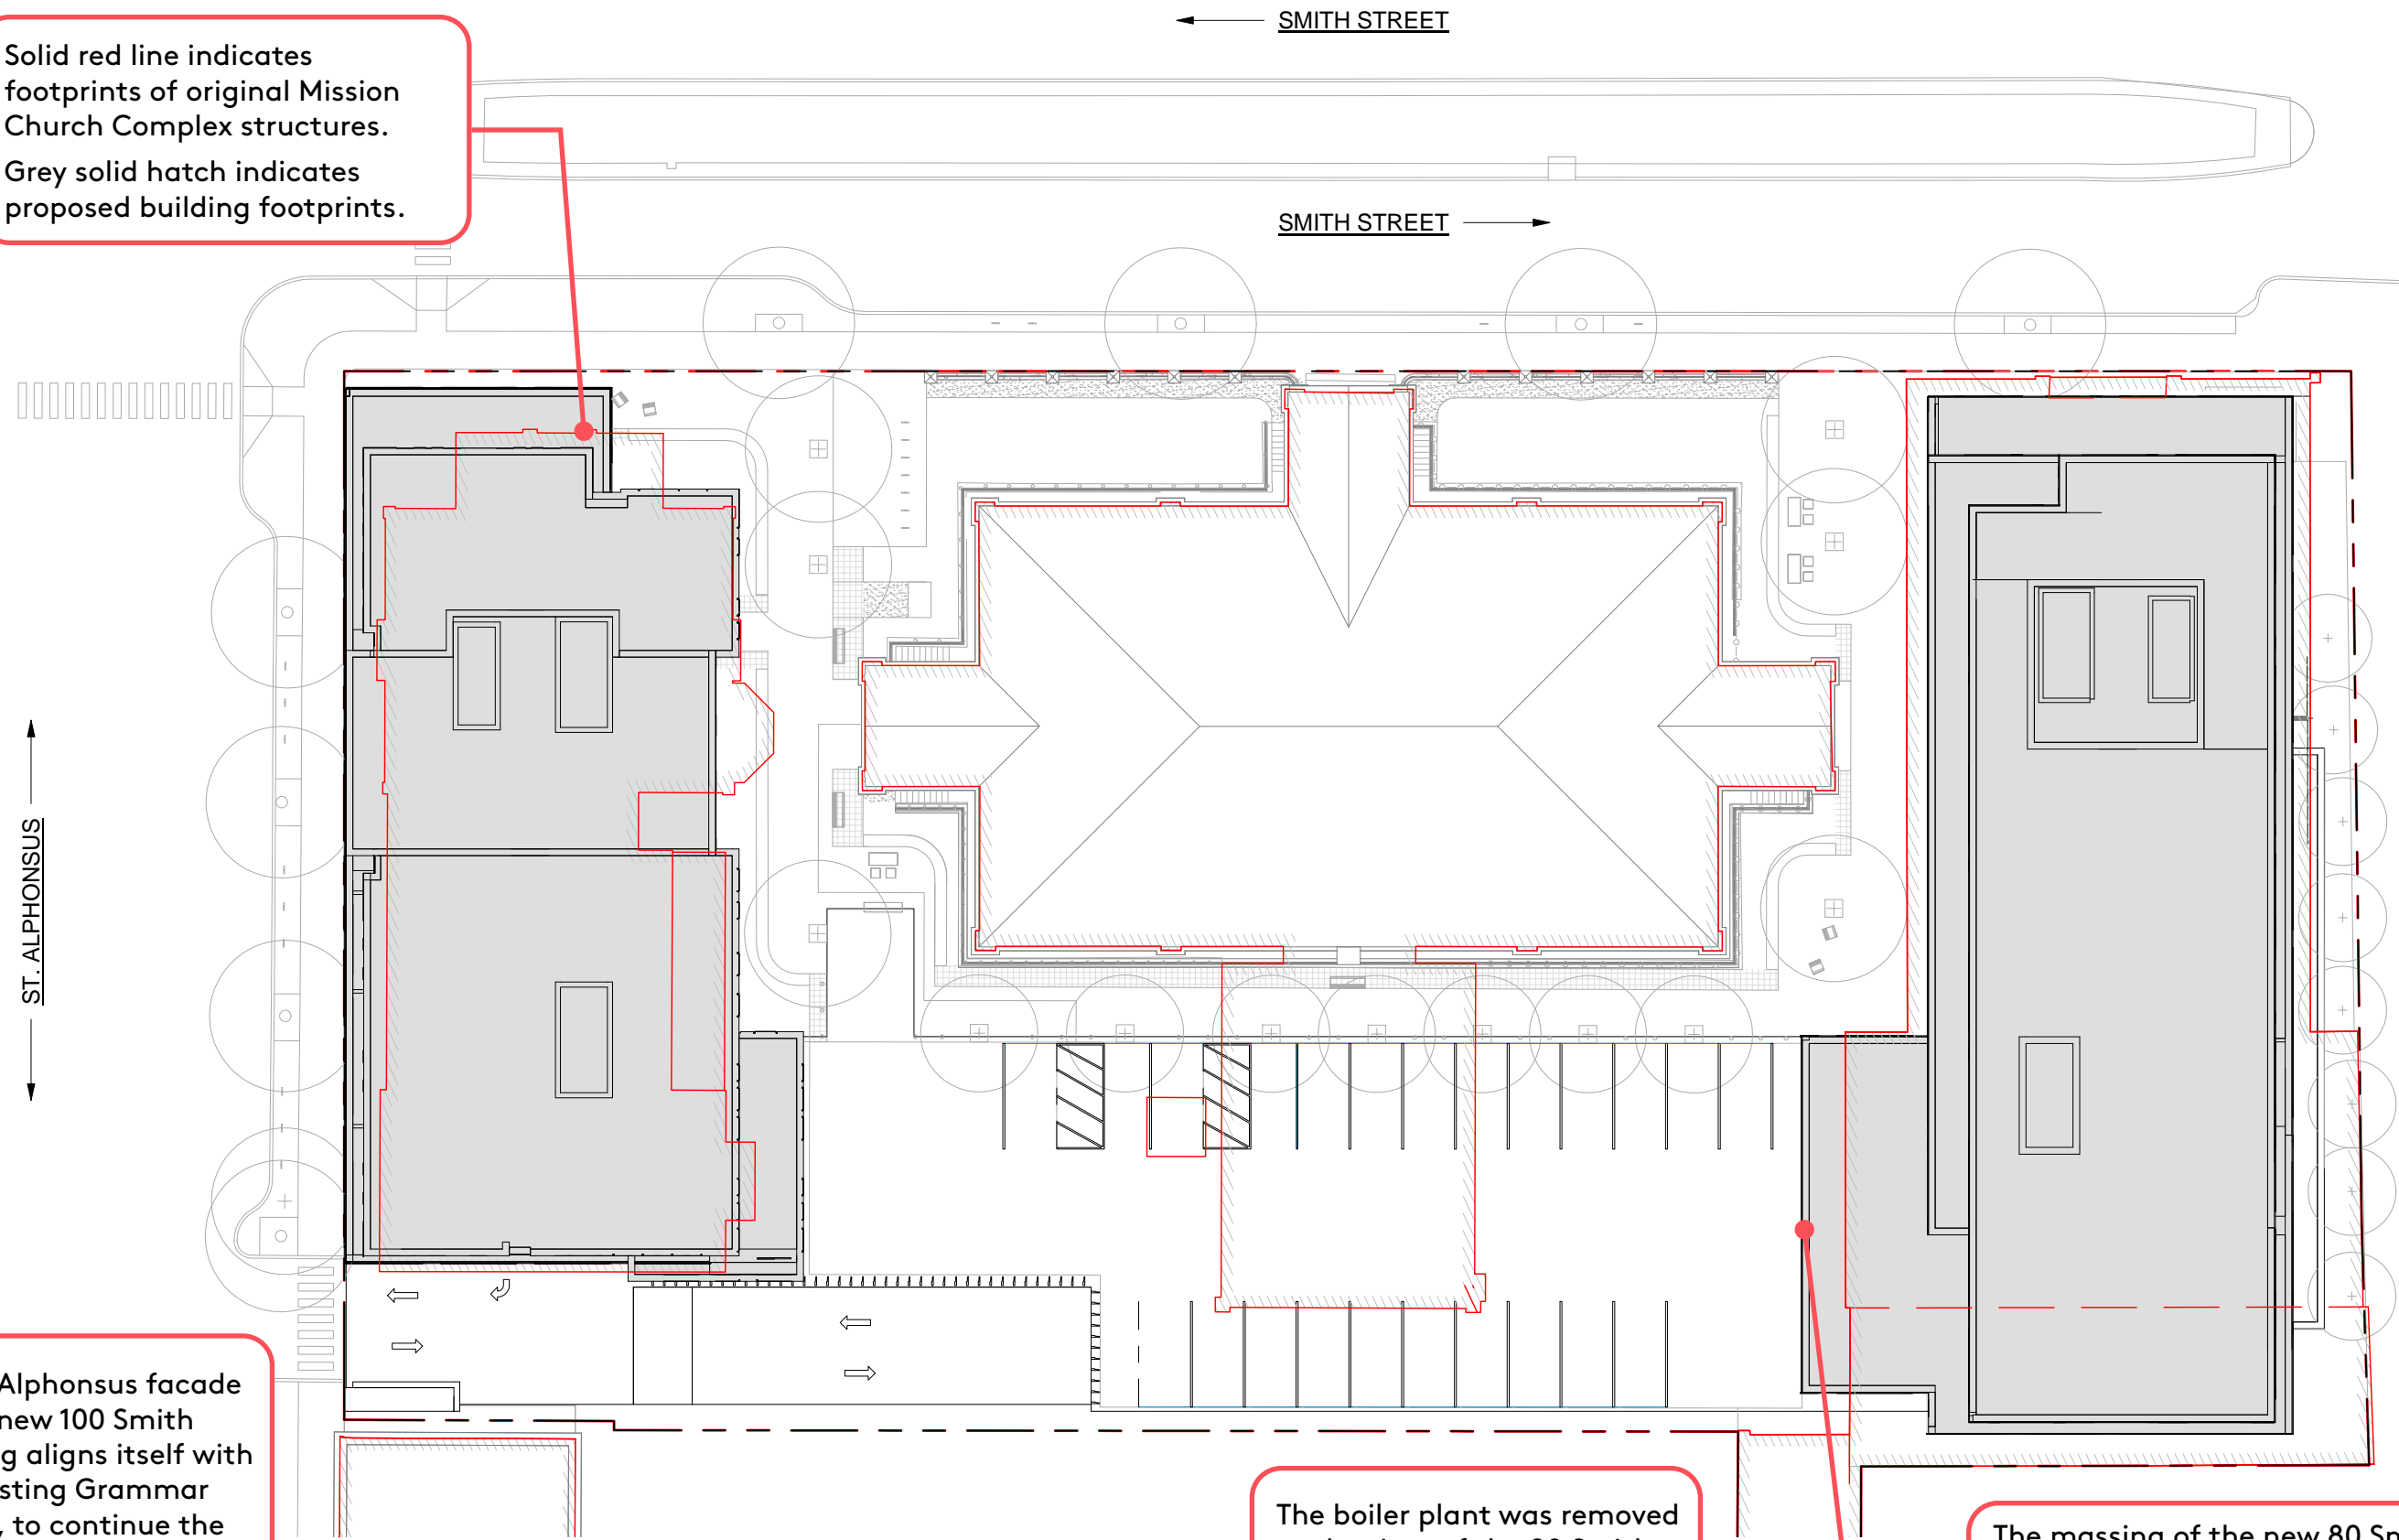 SMITH STREET
Solid red line indicates
footprints of original Mission
Church Complex structures.
Grey solid hatch indicates
proposed building footprints.
SMITH STREET
ST. ALPHONSUS
Alphonsus facade
new 100 Smith
g aligns itself with
sting Grammar
to continue the
The boiler plant was removed
The massing of the new 80